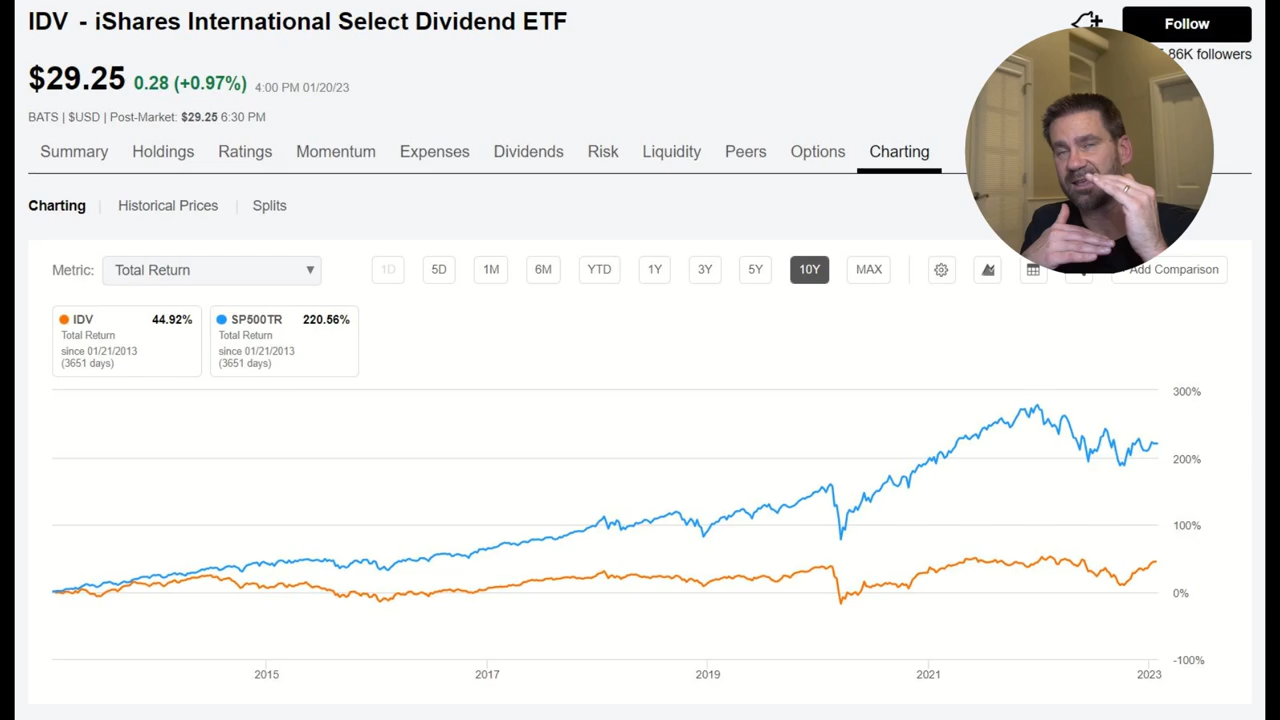 IDV - iShares International Select Dividend ETF
Follow
$29.25 0.28 (+0.97%) 4:00 PM 01/20/23
86K followers
BATS | $USD | Post-Market: $29.25 6:30 PM
Summary Holdings Ratings Momentum Expenses Dividends Risk Liquidity Peers Options Charting
Charting | Historical Prices | Splits
Metric: Total Return 1D 5D 1M 6M YTD 1Y 3Y 5Y 10Y MAX Add Comparison
IDV 44.92% SP500TR 220.56%
Total Return Total Return
since 01/21/2013 since 01/21/2013
(3651 days) (3651 days)
300%
200%
100%
0%
-100%
2015 2017 2019 2021 2023